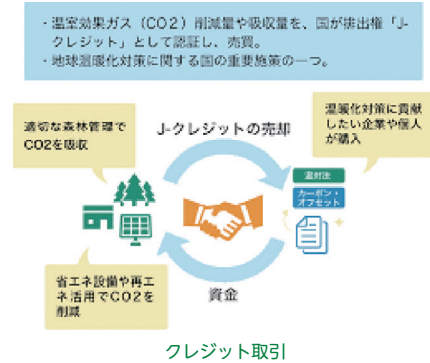 ・温室効果ガス（CO2）削減量や吸収量を、国が排出権「J-
クレジット」として認証し、売買。
・地球温暖化対策に関する国の重要施策の一つ。
適切な森林管理で
CO2を吸収
J-クレジットの売却
温暖化対策に貢献
したい企業や個人
が購入
温対法
カーボン・
オフセット
省エネ設備や再エ
ネ活用でCO2を
削減
資金
クレジット取引